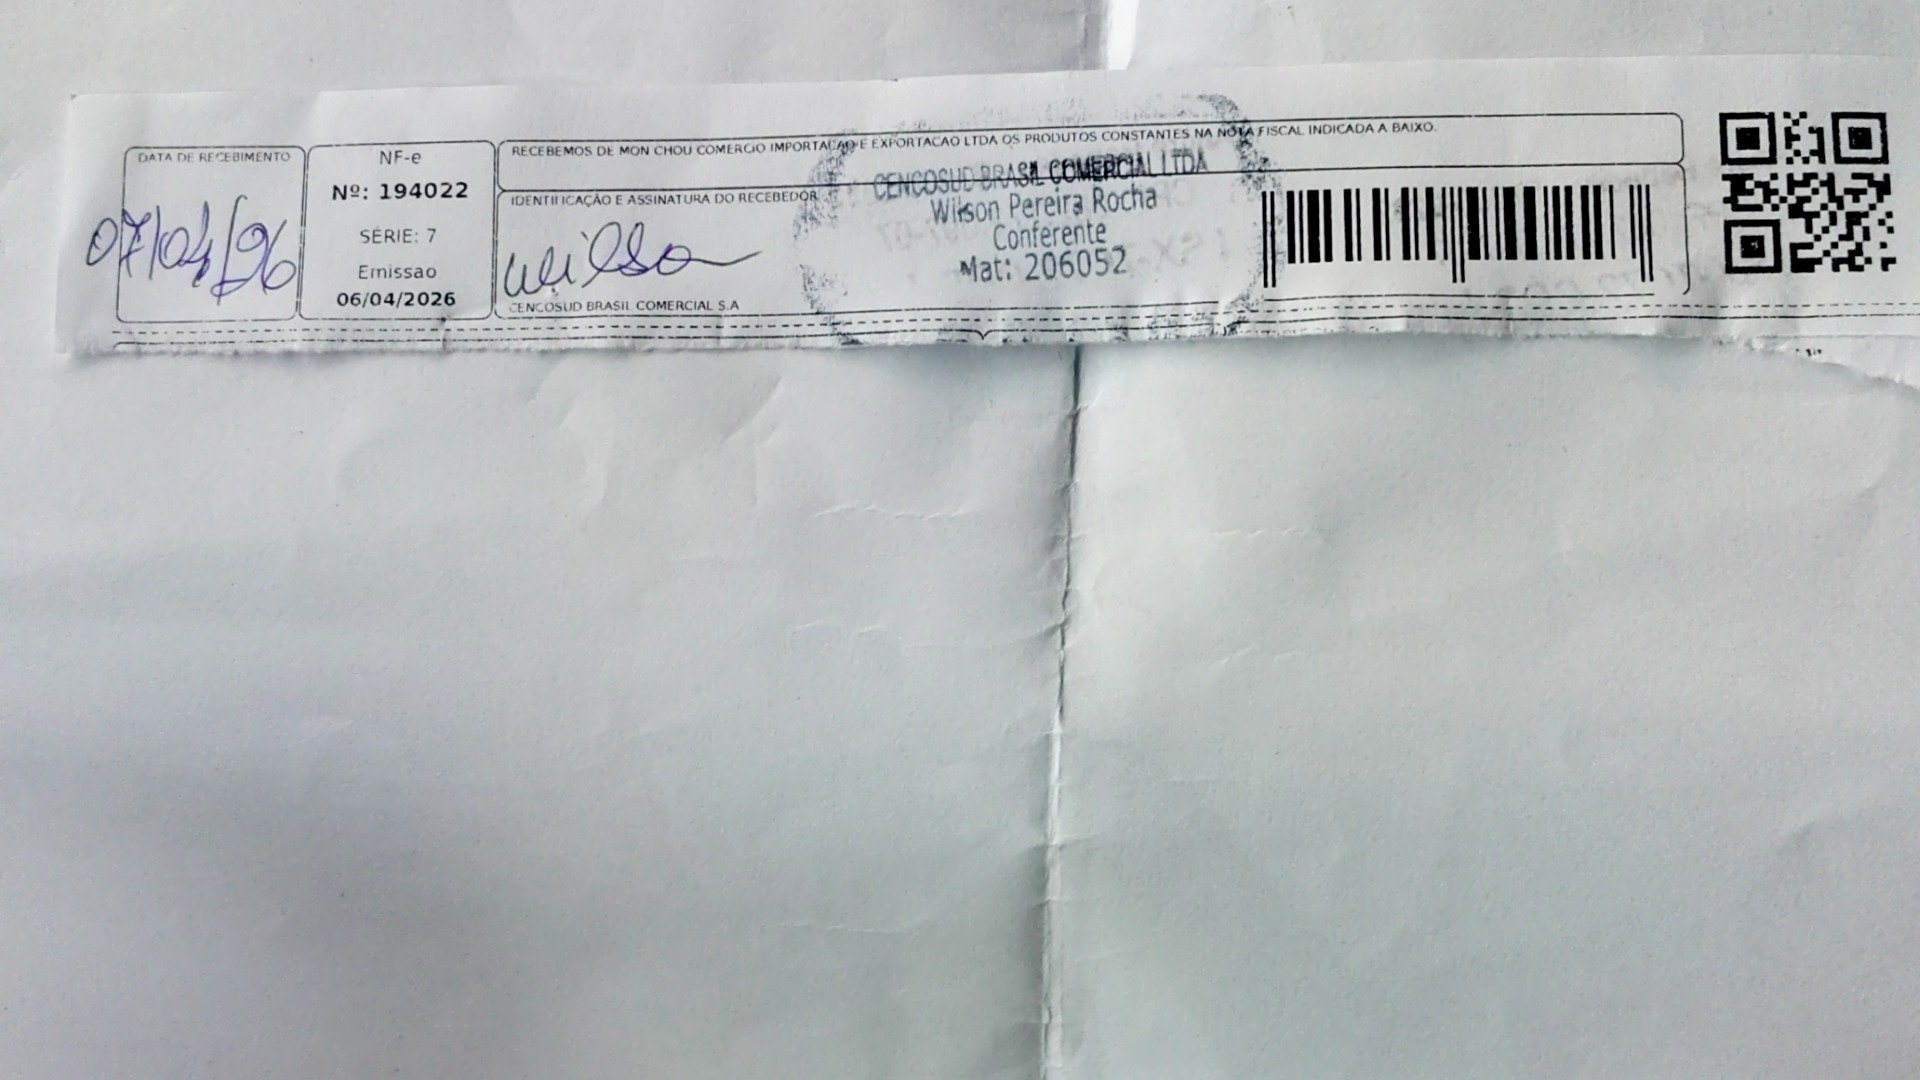 RECEBEMOS DE MON CHOU COMERCIO IMPORTACAO E EXPORTACAO LTDA OS PRODUTOS CONSTANTES NA NOTA FISCAL INDICADA A BAIXO.
DATA DE RECEBIMENTO
07/04/26
NF-e
Nº: 194022
SÉRIE: 7
Emissao
06/04/2026
IDENTIFICAÇÃO E ASSINATURA DO RECEBEDOR
Wilson
CENCOSUD BRASIL COMERCIAL S.A
CENCOSUD BRASIL COMERCIAL LTDA
Wilson Pereira Rocha
Conferente
Mat: 206052